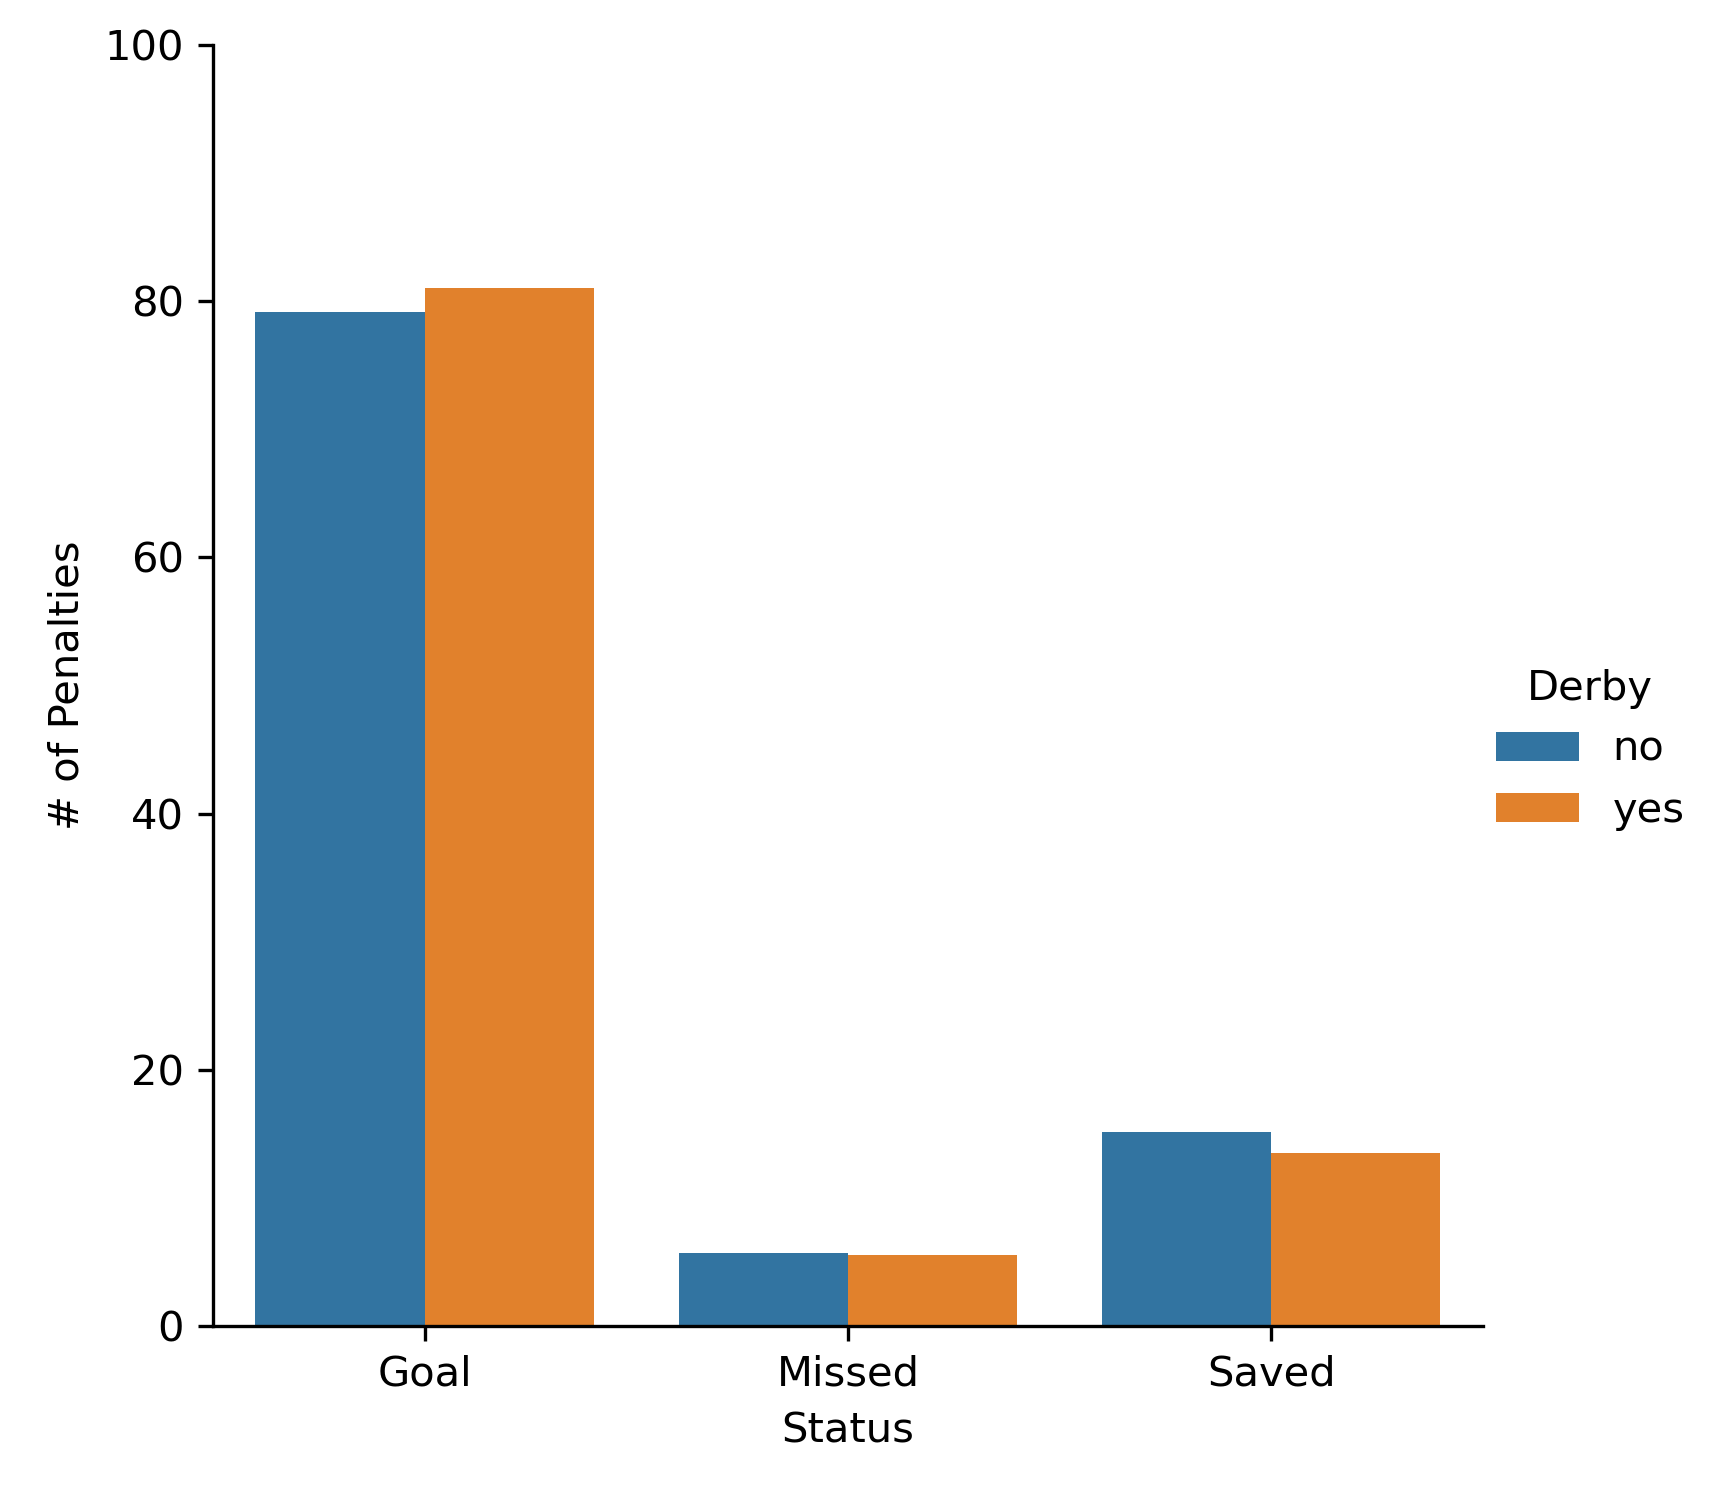 100
80
60
40
20
0
# of Penalties
Goal
Missed
Saved
Status
Derby
no
yes